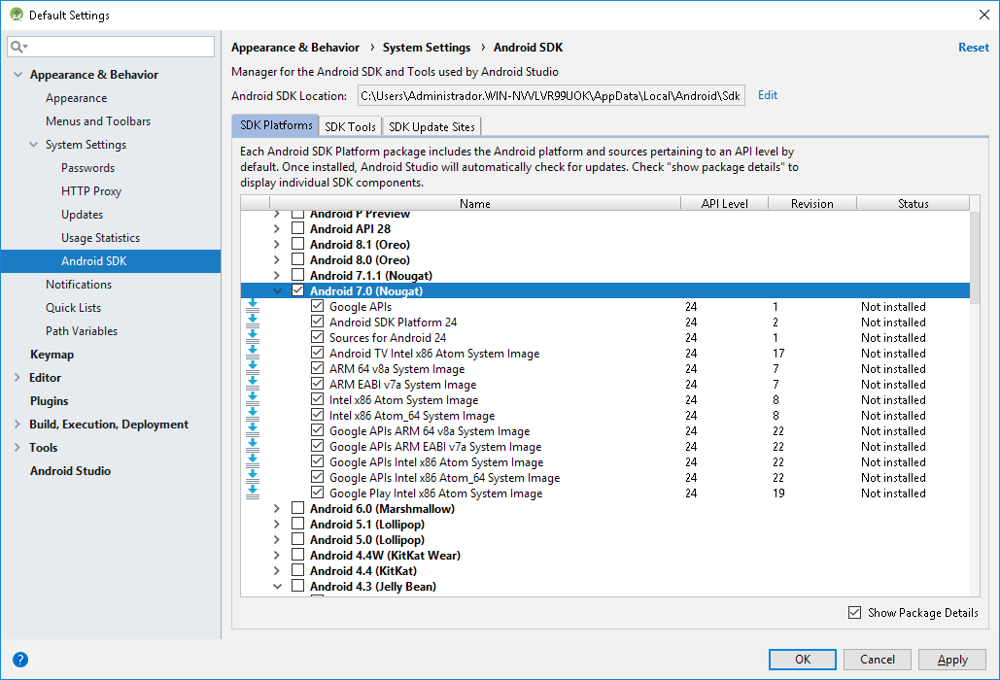 Default Settings
Appearance & Behavior
Appearance
Menus and Toolbars
System Settings
Passwords
HTTP Proxy
Updates
Usage Statistics
Android SDK
Notifications
Quick Lists
Path Variables
Keymap
Editor
Plugins
Build, Execution, Deployment
Tools
Android Studio
Appearance & Behavior › System Settings › Android SDK
Reset
Manager for the Android SDK and Tools used by Android Studio
Android SDK Location: C:\Users\Administrador.WIN-NVVLVR99UOK\AppData\Local\Android\Sdk Edit
SDK Platforms SDK Tools SDK Update Sites
Each Android SDK Platform package includes the Android platform and sources pertaining to an API level by
default. Once installed, Android Studio will automatically check for updates. Check "show package details" to
display individual SDK components.
Name API Level Revision Status
Android P Preview
Android API 28
Android 8.1 (Oreo)
Android 8.0 (Oreo)
Android 7.1.1 (Nougat)
Android 7.0 (Nougat)
Google APIs 24 1 Not installed
Android SDK Platform 24 24 2 Not installed
Sources for Android 24 24 1 Not installed
Android TV Intel x86 Atom System Image 24 17 Not installed
ARM 64 v8a System Image 24 7 Not installed
ARM EABI v7a System Image 24 7 Not installed
Intel x86 Atom System Image 24 8 Not installed
Intel x86 Atom_64 System Image 24 8 Not installed
Google APIs ARM 64 v8a System Image 24 22 Not installed
Google APIs ARM EABI v7a System Image 24 22 Not installed
Google APIs Intel x86 Atom System Image 24 22 Not installed
Google APIs Intel x86 Atom_64 System Image 24 22 Not installed
Google Play Intel x86 Atom System Image 24 19 Not installed
Android 6.0 (Marshmallow)
Android 5.1 (Lollipop)
Android 5.0 (Lollipop)
Android 4.4W (KitKat Wear)
Android 4.4 (KitKat)
Android 4.3 (Jelly Bean)
Show Package Details
?
OK Cancel Apply